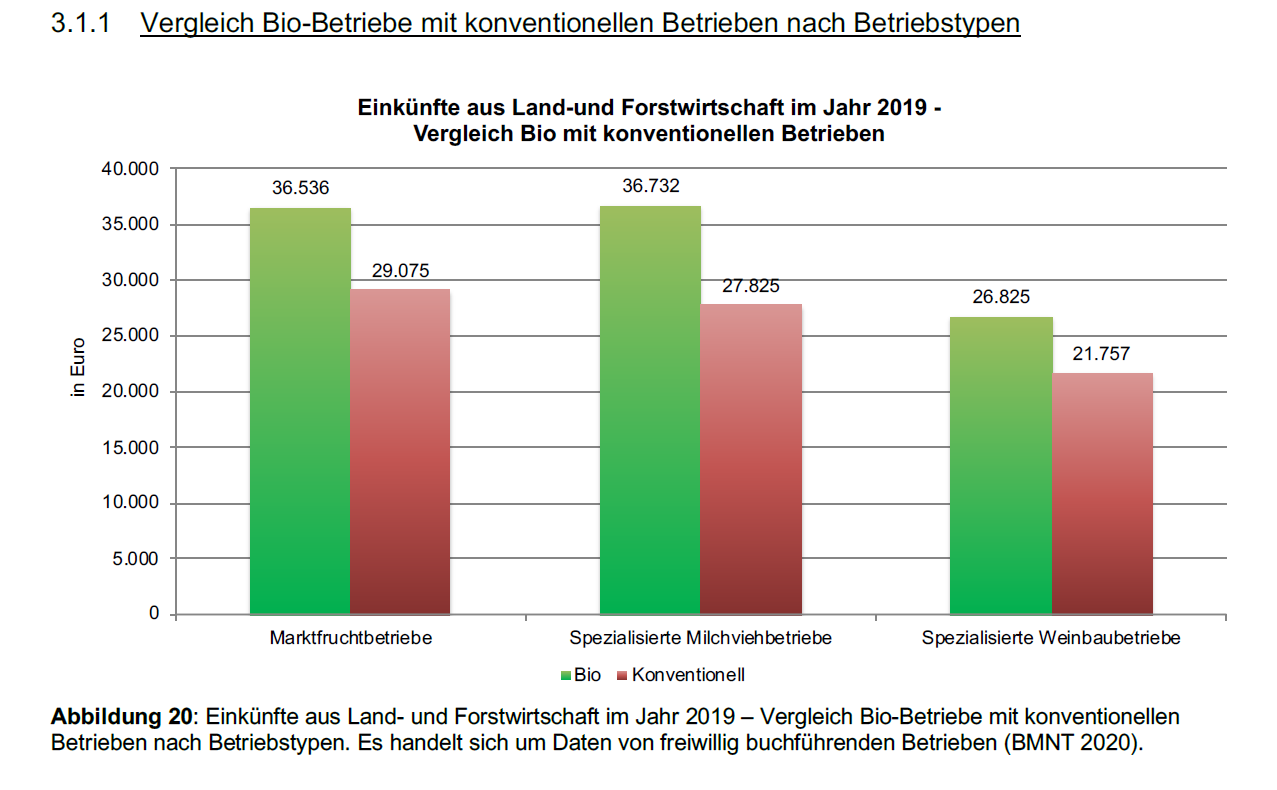 3.1.1 Vergleich Bio-Betriebe mit konventionellen Betrieben nach Betriebstypen
Einkünfte aus Land-und Forstwirtschaft im Jahr 2019 -
Vergleich Bio mit konventionellen Betrieben
in Euro
40.000
35.000
30.000
25.000
20.000
15.000
10.000
5.000
0
36.536
29.075
36.732
27.825
26.825
21.757
Marktfruchtbetriebe
Spezialisierte Milchviehbetriebe
Spezialisierte Weinbaubetriebe
Bio
Konventionell
Abbildung 20: Einkünfte aus Land- und Forstwirtschaft im Jahr 2019 – Vergleich Bio-Betriebe mit konventionellen
Betrieben nach Betriebstypen. Es handelt sich um Daten von freiwillig buchführenden Betrieben (BMNT 2020).